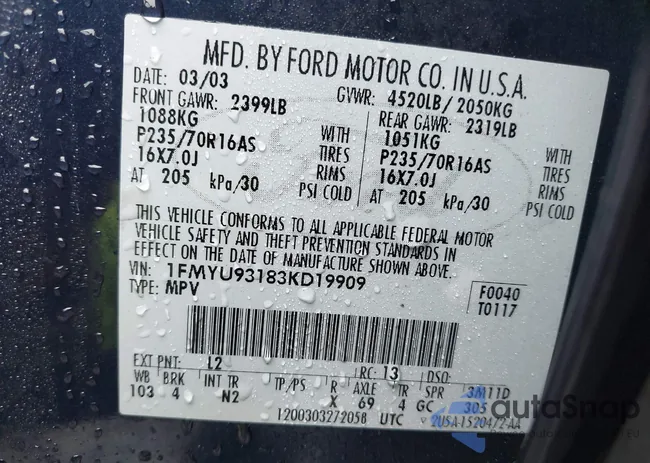 MFD. BY FORD MOTOR CO. IN U.S.A.
DATE: 03/03 GVWR: 4520LB/ 2050KG
FRONT GAWR: 2399LB REAR GAWR: 2319LB
1088KG WITH 1051KG WITH
P235/70R16AS TIRES P235/70R16AS TIRES
16X7.0J RIMS 16X7.0J RIMS
AT 205 kPa/30 PSI COLD AT 205 kPa/30 PSI COLD
THIS VEHICLE CONFORMS TO ALL APPLICABLE FEDERAL MOTOR
VEHICLE SAFETY AND THEFT PREVENTION STANDARDS IN
EFFECT ON THE DATE OF MANUFACTURE SHOWN ABOVE.
VIN: 1FMYU93183KD19909
TYPE: MPV
F0040
T0117
EXT PNT: L2 RC: 13 DSO:
WB BRK INT TR TP/PS R AXLE TR SPR 3M11D
103 4 N2 X 69 4 GC 305
1200303272058 UTC
autoSnap